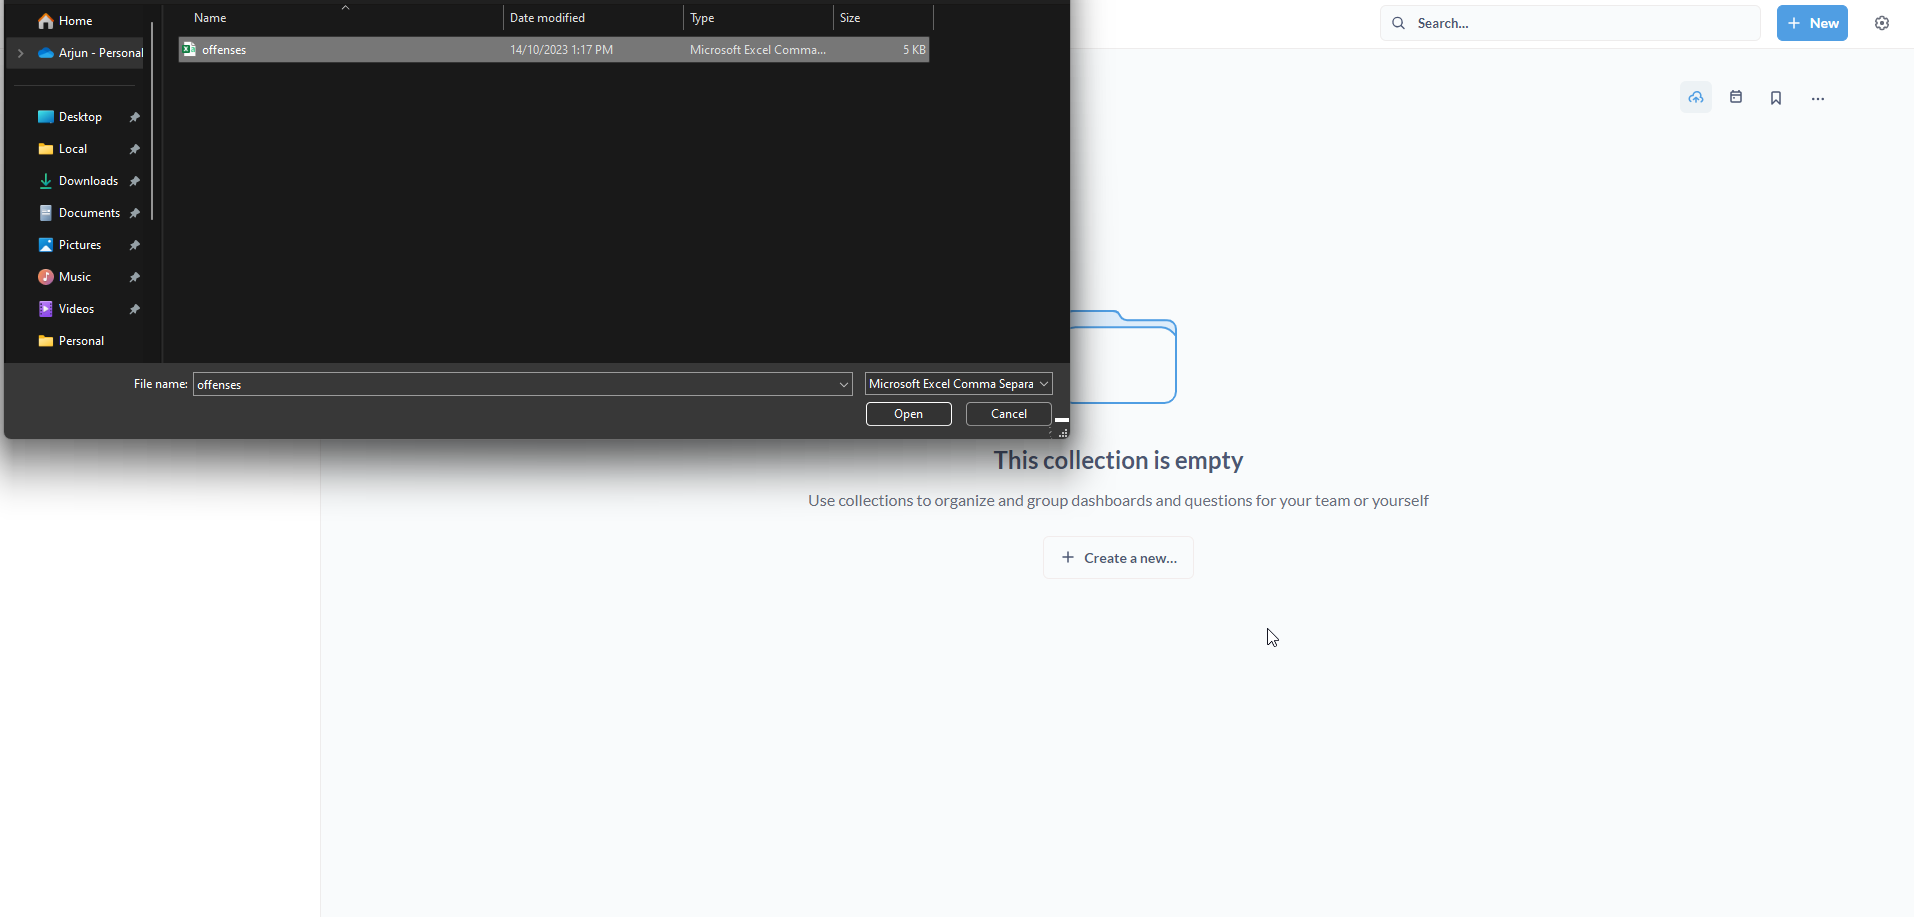 Home
Arjun - Personal
Desktop
Local
Downloads
Documents
Pictures
Music
Videos
Personal
Name Date modified Type Size
offenses 14/10/2023 1:17 PM Microsoft Excel Comma... 5 KB
File name: offenses Microsoft Excel Comma Separa
Open Cancel
Search...
+ New
This collection is empty
Use collections to organize and group dashboards and questions for your team or yourself
+ Create a new...